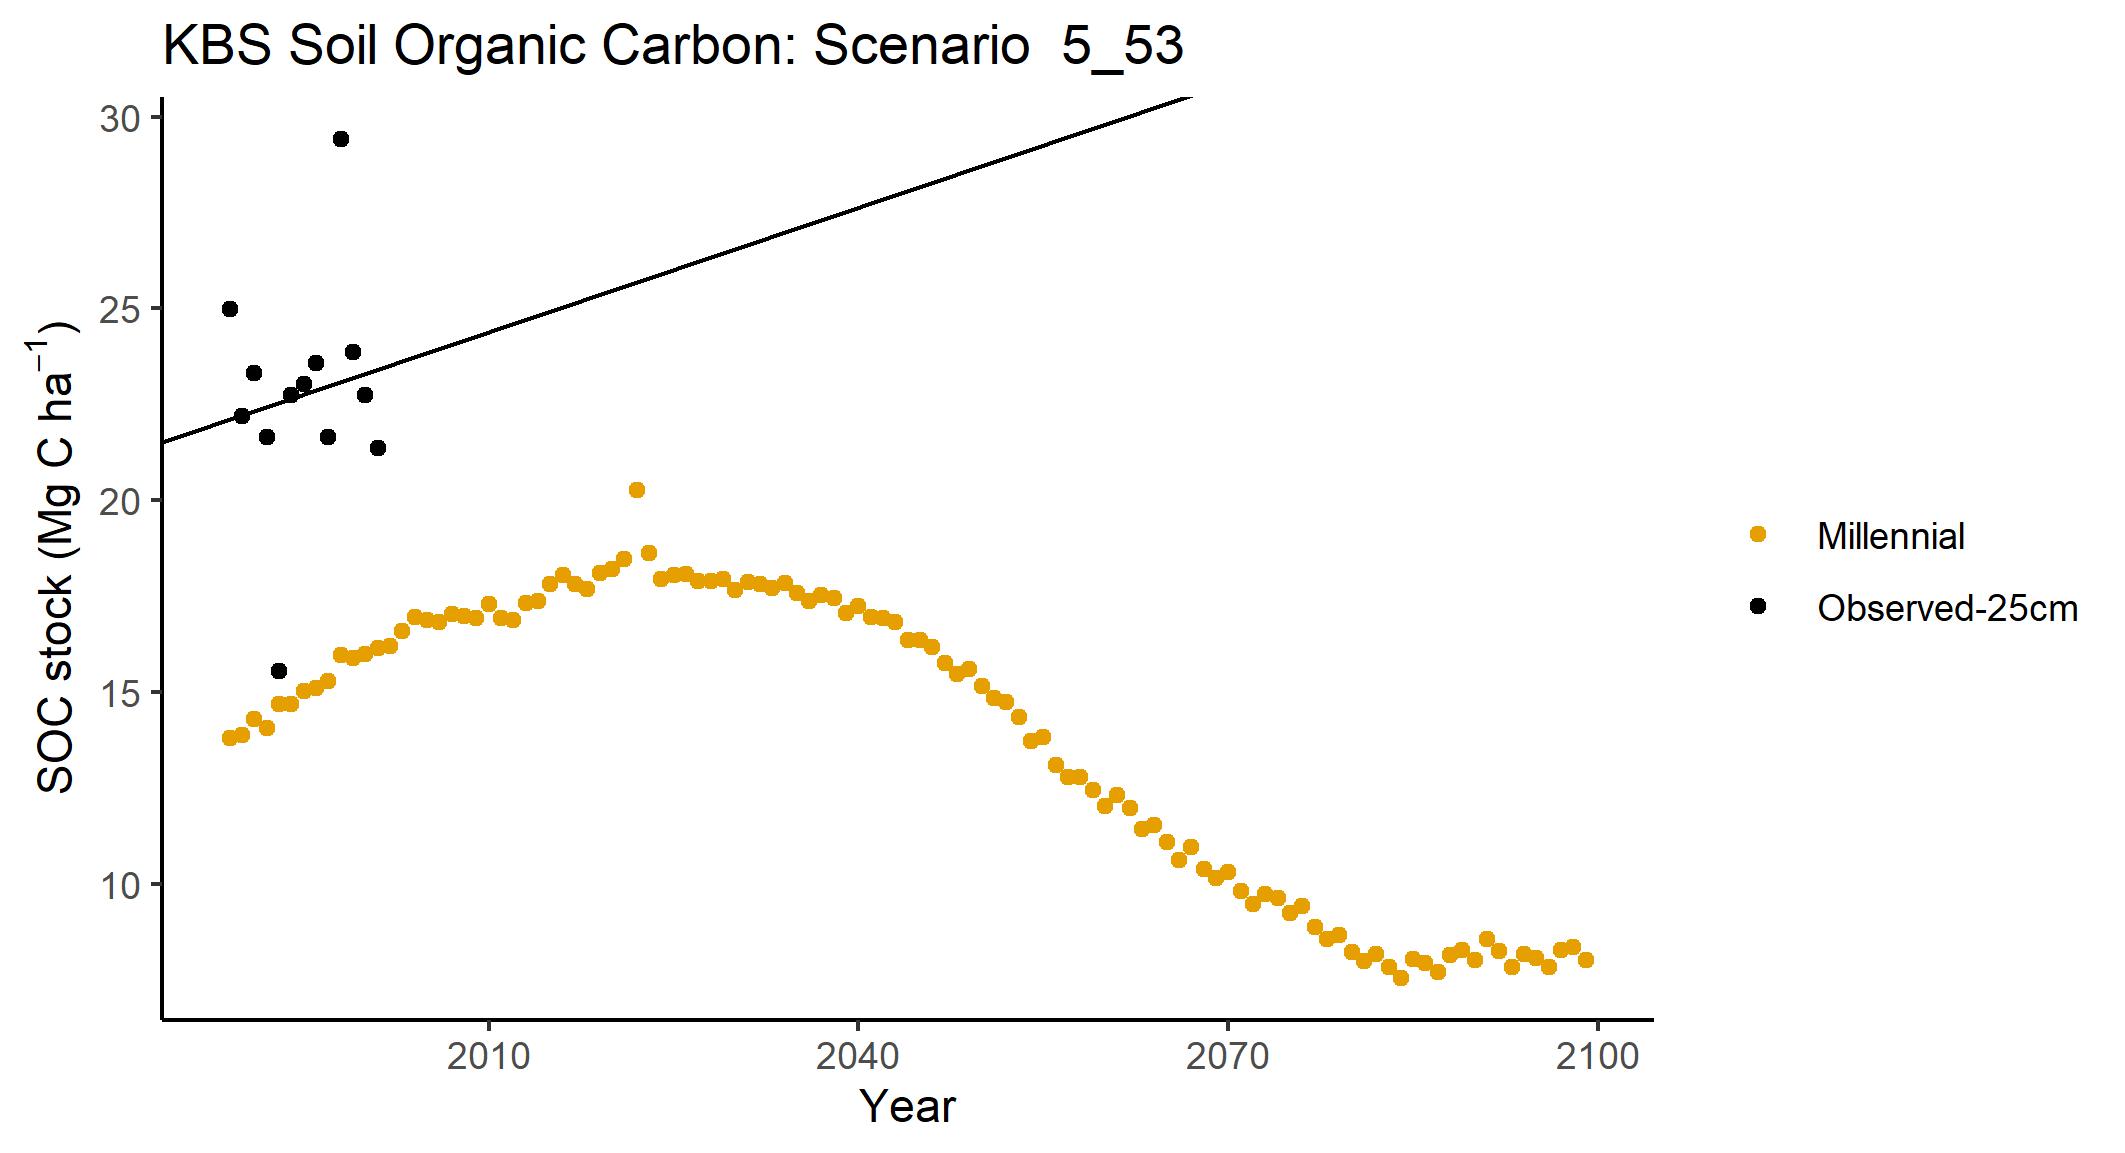 KBS Soil Organic Carbon: Scenario  5_53
SOC stock (Mg C ha⁻¹)
30
25
20
15
10
2010
2040
2070
2100
Year
Millennial
Observed-25cm